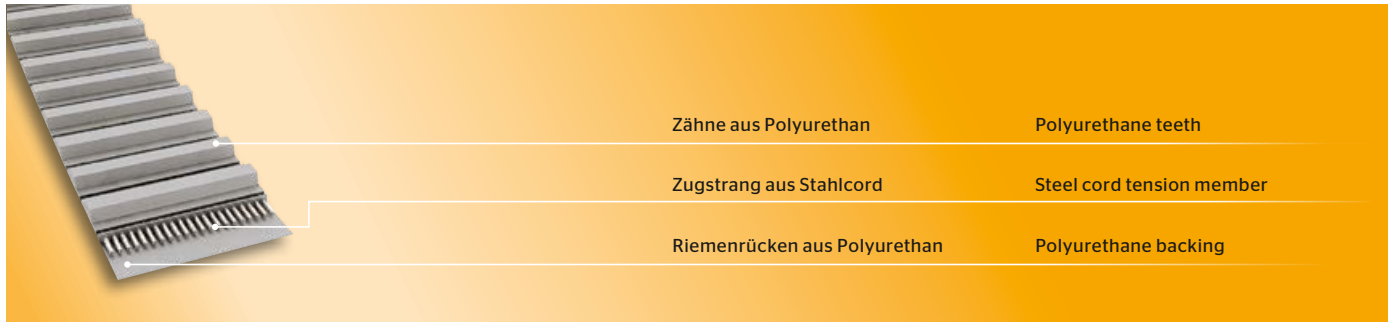 Zähne aus Polyurethan Polyurethane teeth
Zugstrang aus Stahlcord Steel cord tension member
Riemenrücken aus Polyurethan Polyurethane backing